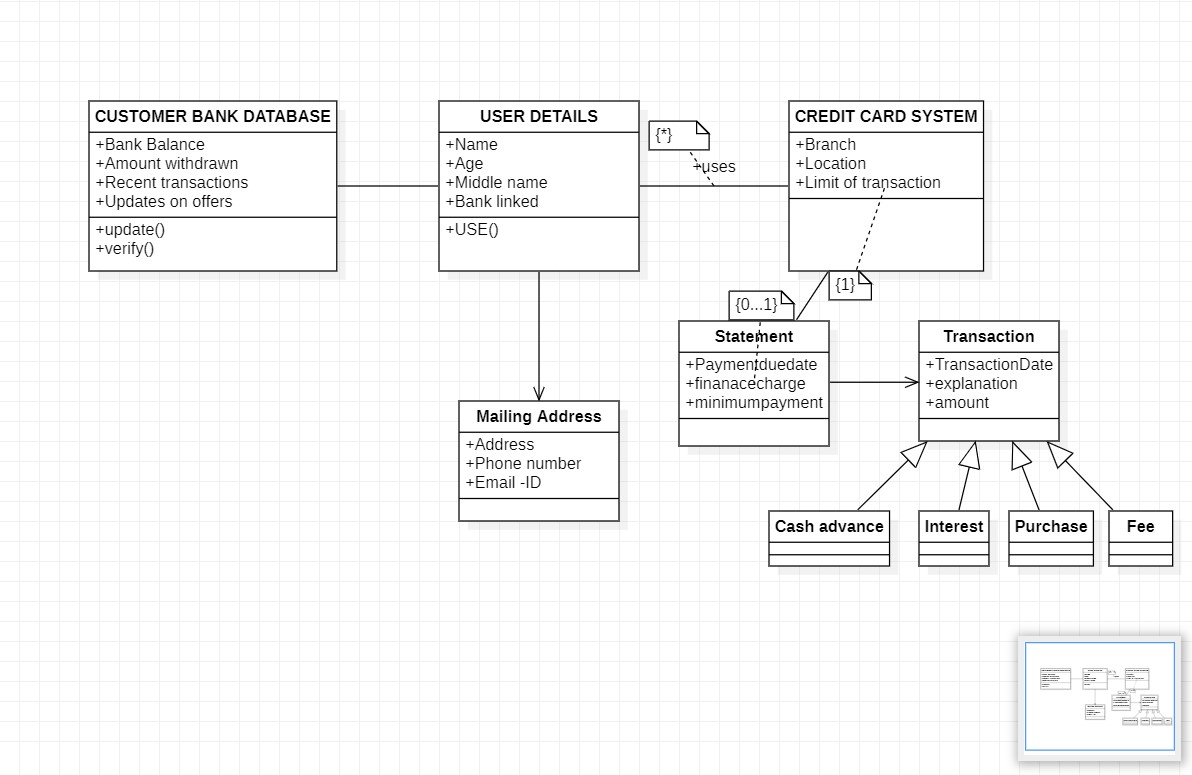 CUSTOMER BANK DATABASE
+Bank Balance
+Amount withdrawn
+Recent transactions
+Updates on offers
+update()
+verify()
USER DETAILS
+Name
+Age
+Middle name
+Bank linked
+USE()
{*}
+uses
CREDIT CARD SYSTEM
+Branch
+Location
+Limit of transaction
{1}
{0...1}
Statement
+Paymentduedate
+finanacecharge
+minimumpayment
Transaction
+TransactionDate
+explanation
+amount
Mailing Address
+Address
+Phone number
+Email -ID
Cash advance
Interest
Purchase
Fee